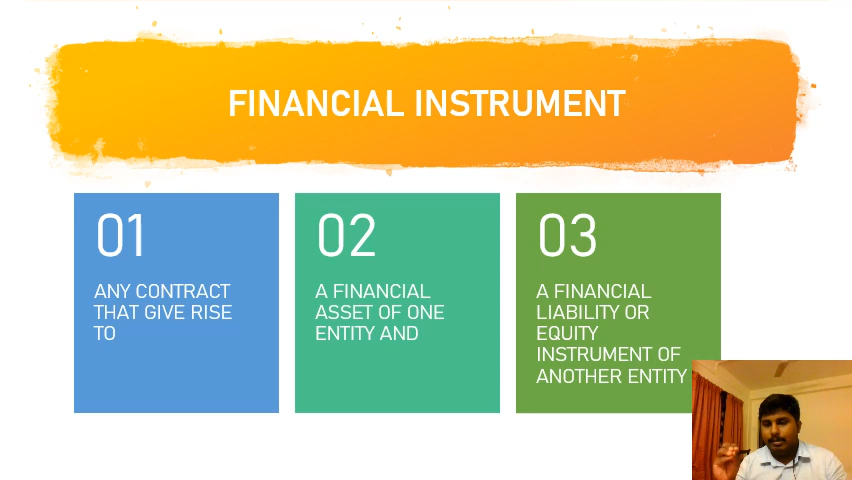 FINANCIAL INSTRUMENT
01
ANY CONTRACT
THAT GIVE RISE
TO
02
A FINANCIAL
ASSET OF ONE
ENTITY AND
03
A FINANCIAL
LIABILITY OR
EQUITY
INSTRUMENT OF
ANOTHER ENTITY